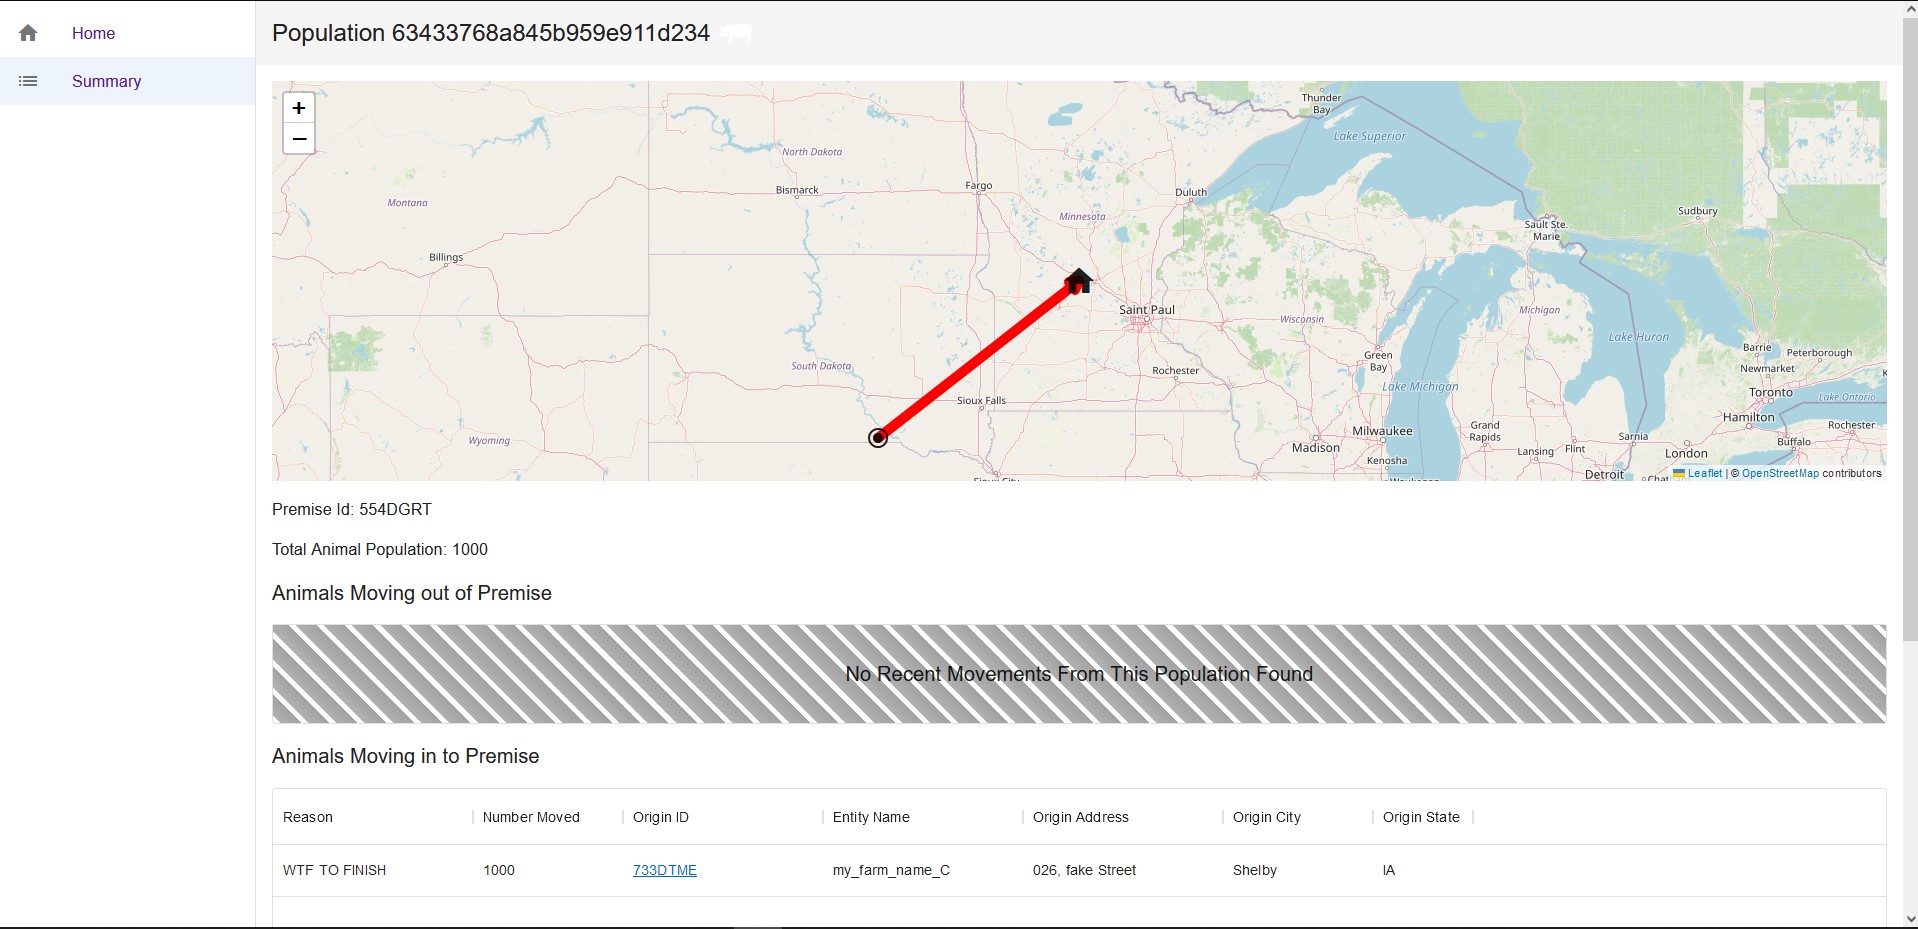 Home
Summary
Population 63433768a845b959e911d234
+
−
Thunder
Bay
Lake Superior
North Dakota
Bismarck
Fargo
Duluth
Montana
Minnesota
Sudbury
Sault Ste.
Marie
Billings
Saint Paul
Wisconsin
Michigan
Lake Huron
Green
Bay
Barrie
Peterborough
Newmarket
South Dakota
Rochester
Lake Michigan
Toronto
Lake Ontario
Sioux Falls
Hamilton
Rochester
Wyoming
Milwaukee
Grand
Rapids
Sarnia
Buffalo
Madison
Kenosha
Lansing
Flint
London
Detroit
Leaflet | © OpenStreetMap contributors
Premise Id: 554DGRT
Total Animal Population: 1000
Animals Moving out of Premise
No Recent Movements From This Population Found
Animals Moving in to Premise
Reason Number Moved Origin ID Entity Name Origin Address Origin City Origin State
WTF TO FINISH 1000 733DTME my_farm_name_C 026, fake Street Shelby IA